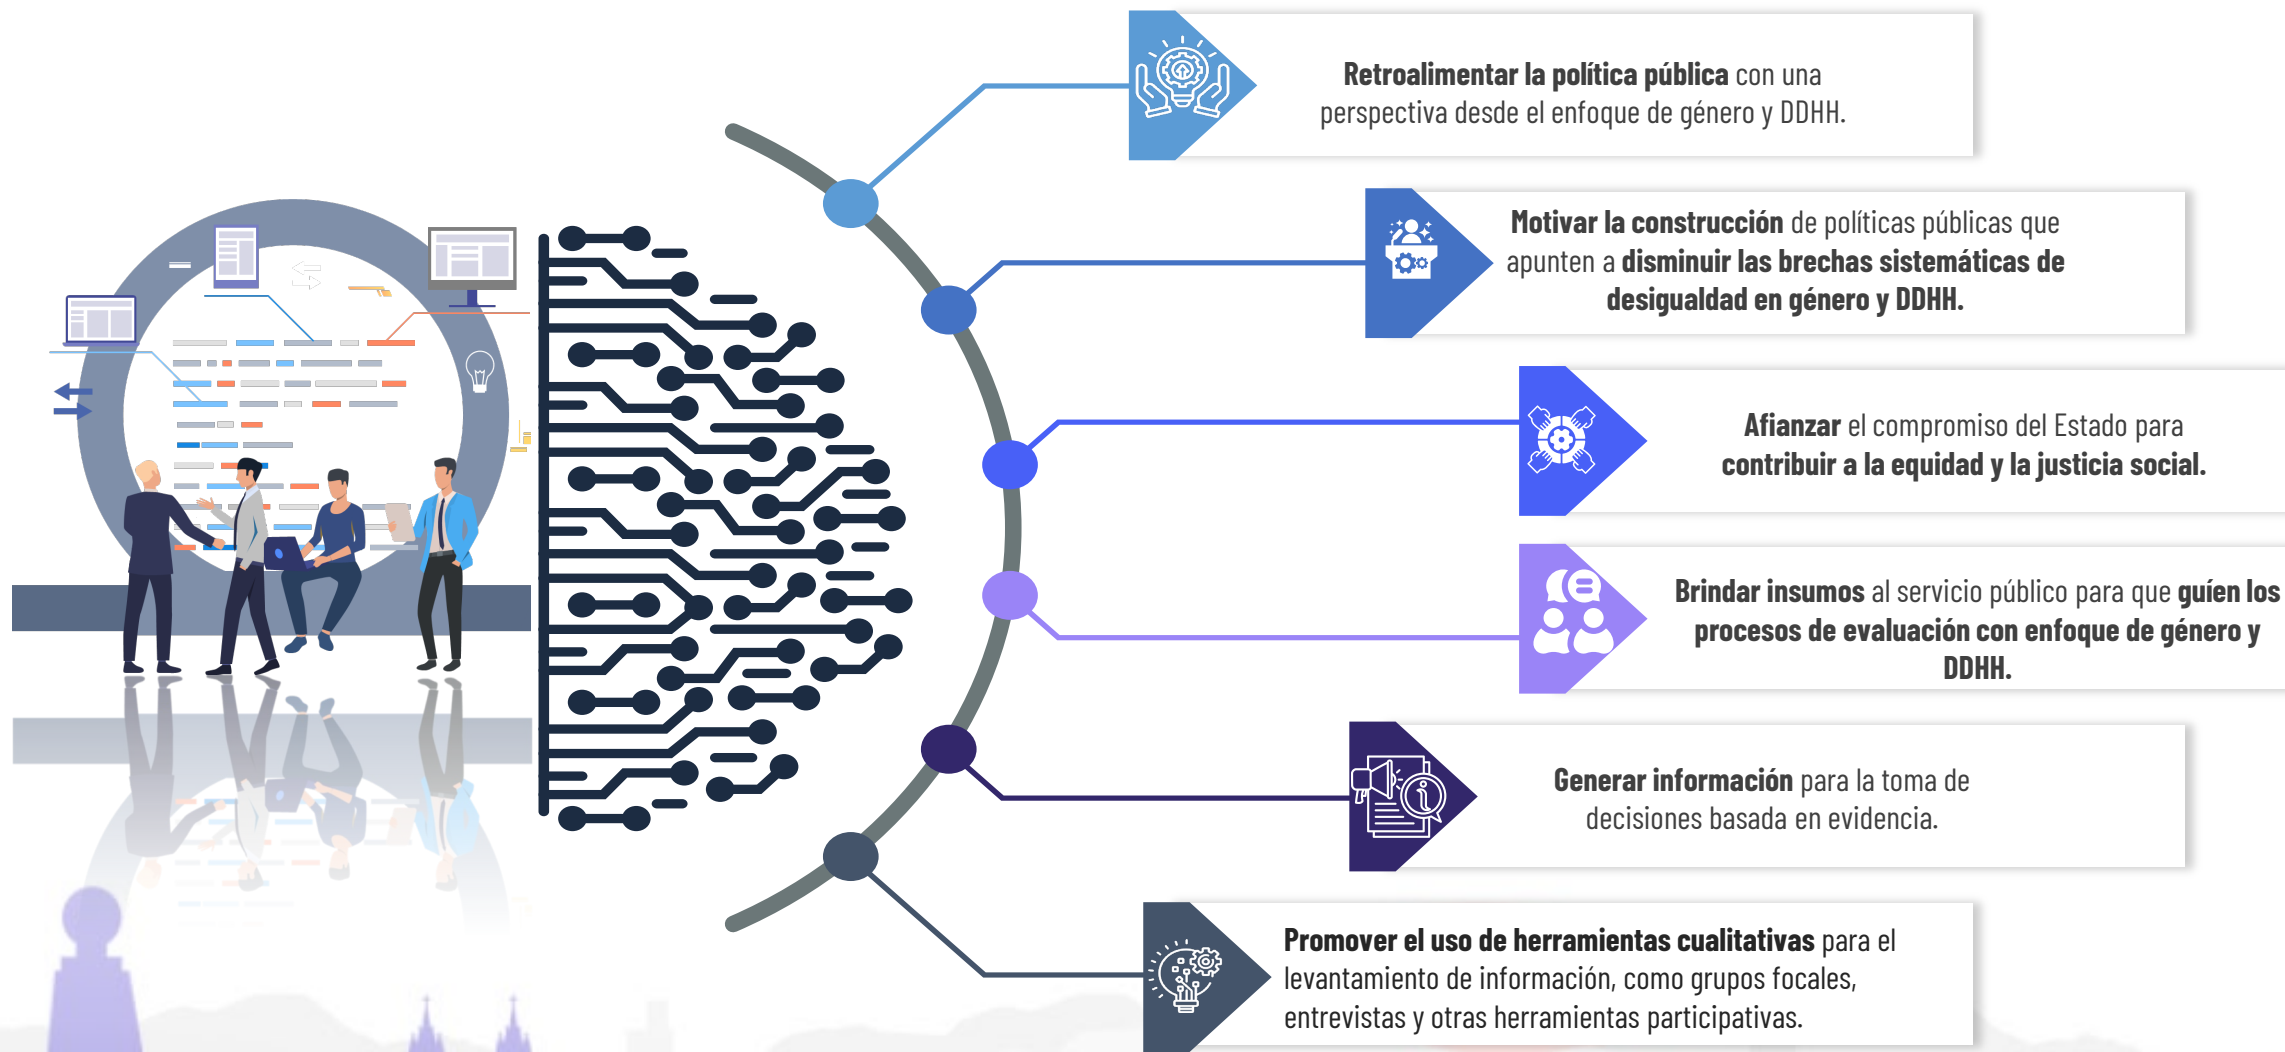 Retroalimentar la política pública con una
perspectiva desde el enfoque de género y DDHH.
Motivar la construcción de políticas públicas que
apunten a disminuir las brechas sistemáticas de
desigualdad en género y DDHH.
Afianzar el compromiso del Estado para
contribuir a la equidad y la justicia social.
Brindar insumos al servicio público para que guíen los
procesos de evaluación con enfoque de género y
DDHH.
Generar información para la toma de
decisiones basada en evidencia.
Promover el uso de herramientas cualitativas para el
levantamiento de información, como grupos focales,
entrevistas y otras herramientas participativas.